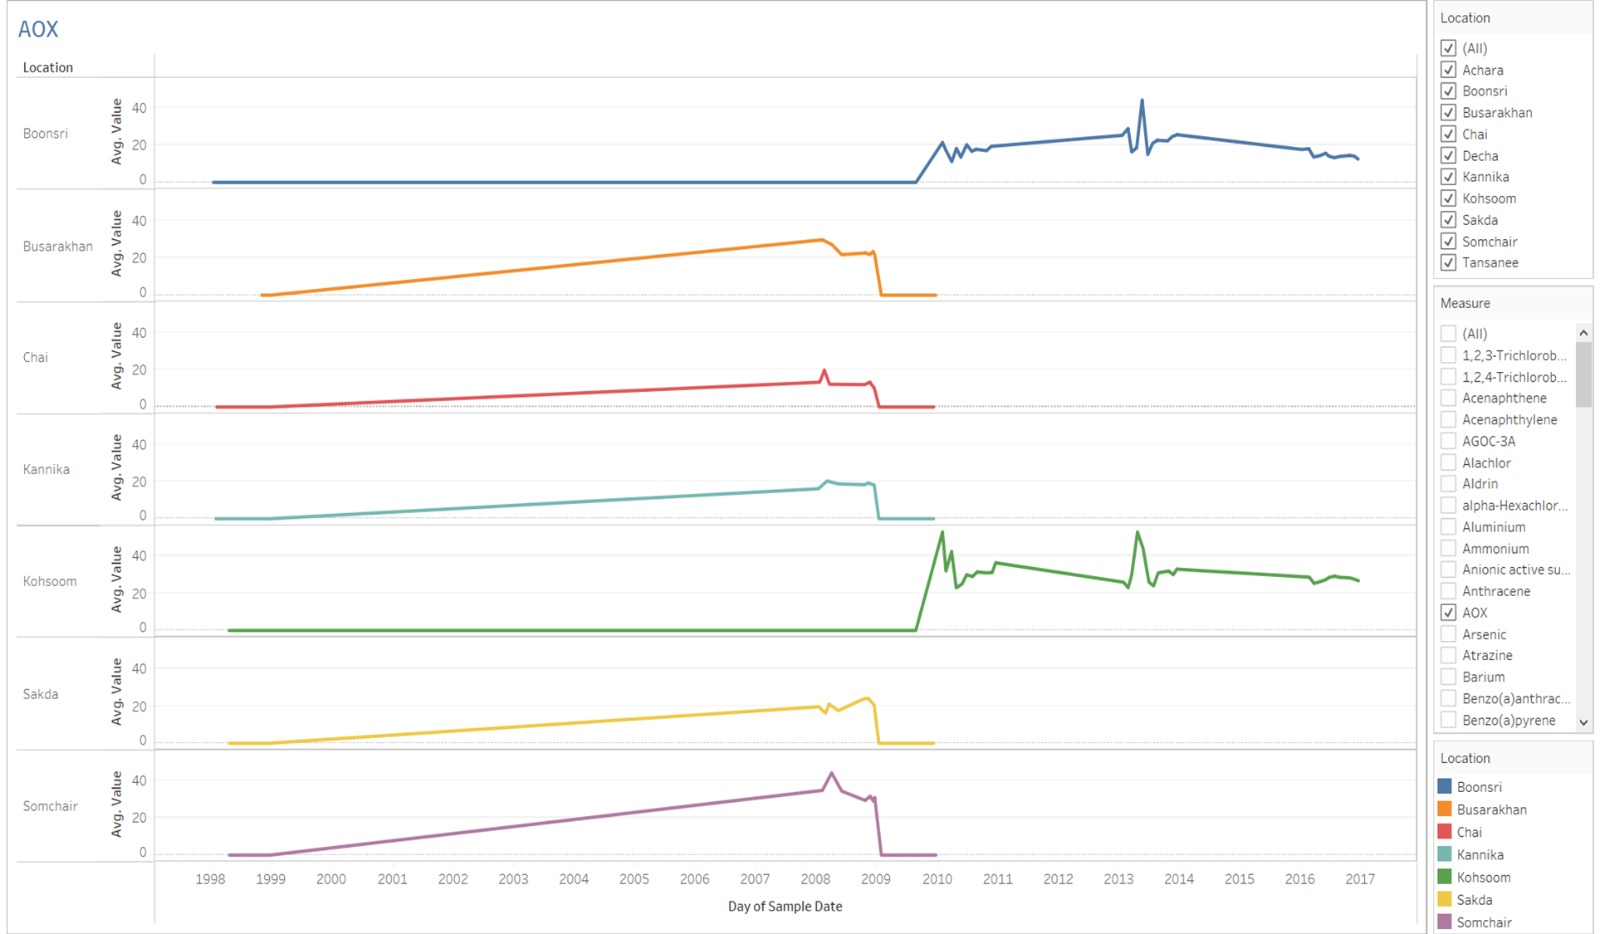 AOX
Location
Boonsri
Avg. Value
40
20
0
Busarakhan
Avg. Value
40
20
0
Chai
Avg. Value
40
20
0
Kannika
Avg. Value
40
20
0
Kohsoom
Avg. Value
40
20
0
Sakda
Avg. Value
40
20
0
Somchair
Avg. Value
40
20
0
1998 1999 2000 2001 2002 2003 2004 2005 2006 2007 2008 2009 2010 2011 2012 2013 2014 2015 2016 2017
Day of Sample Date
Location
(All)
Achara
Boonsri
Busarakhan
Chai
Decha
Kannika
Kohsoom
Sakda
Somchair
Tansanee
Measure
(All)
1,2,3-Trichlorob...
1,2,4-Trichlorob...
Acenaphthene
Acenaphthylene
AGOC-3A
Alachlor
Aldrin
alpha-Hexachlor...
Aluminium
Ammonium
Anionic active su...
Anthracene
AOX
Arsenic
Atrazine
Barium
Benzo(a)anthrac...
Benzo(a)pyrene
Location
Boonsri
Busarakhan
Chai
Kannika
Kohsoom
Sakda
Somchair